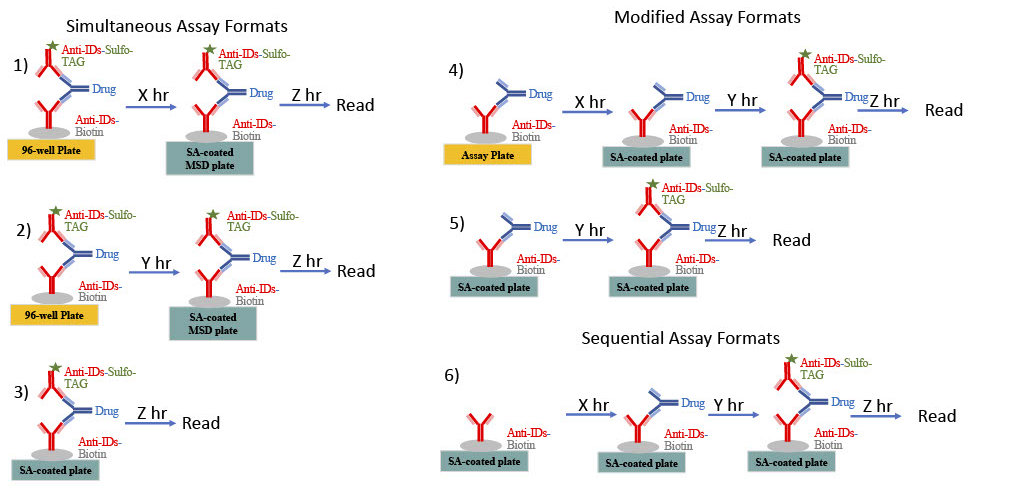 Simultaneous Assay Formats
1)
Anti-IDs-Sulfo-
TAG
Drug
Anti-IDs-
Biotin
96-well Plate
X hr
Anti-IDs-Sulfo-
TAG
Drug
Anti-IDs-
Biotin
SA-coated
MSD plate
Z hr
Read
2)
Anti-IDs-Sulfo-
TAG
Drug
Anti-IDs-
Biotin
96-well Plate
Y hr
Anti-IDs-Sulfo-
TAG
Drug
Anti-IDs-
Biotin
SA-coated
MSD plate
Z hr
Read
3)
Anti-IDs-Sulfo-
TAG
Drug
Anti-IDs-
Biotin
SA-coated plate
Z hr
Read
Modified Assay Formats
4)
Drug
Anti-IDs-
Biotin
Assay Plate
X hr
Drug
Anti-IDs-
Biotin
SA-coated plate
Y hr
Anti-IDs-Sulfo-
TAG
Drug
Anti-IDs-
Biotin
SA-coated plate
Z hr
Read
5)
Drug
Anti-IDs-
Biotin
SA-coated plate
Y hr
Anti-IDs-Sulfo-
TAG
Drug
Anti-IDs-
Biotin
SA-coated plate
Z hr
Read
Sequential Assay Formats
6)
Anti-IDs-
Biotin
SA-coated plate
X hr
Drug
Anti-IDs-
Biotin
SA-coated plate
Y hr
Anti-IDs-Sulfo-
TAG
Drug
Anti-IDs-
Biotin
SA-coated plate
Z hr
Read